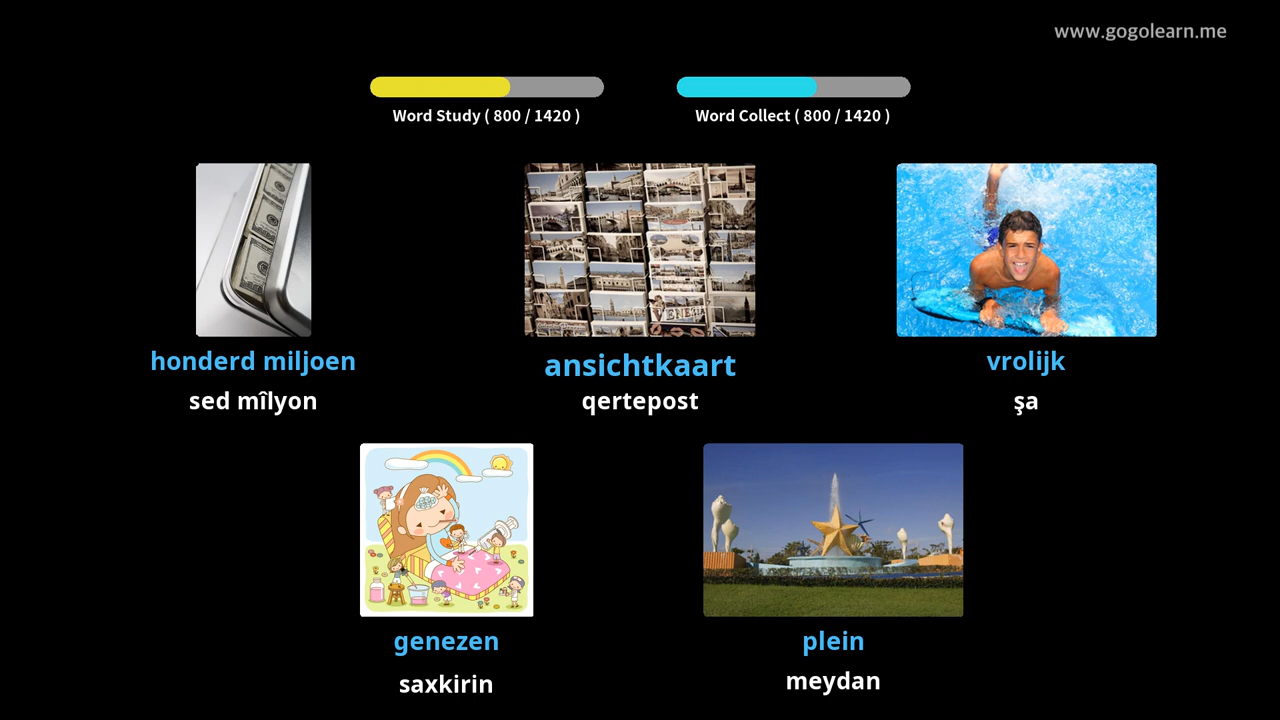 www.gogolearn.me
Word Study ( 800 / 1420 )
Word Collect ( 800 / 1420 )
VENEZ
honderd miljoen
sed mîlyon
ansichtkaart
qertepost
vrolijk
şa
genezen
saxkirin
plein
meydan